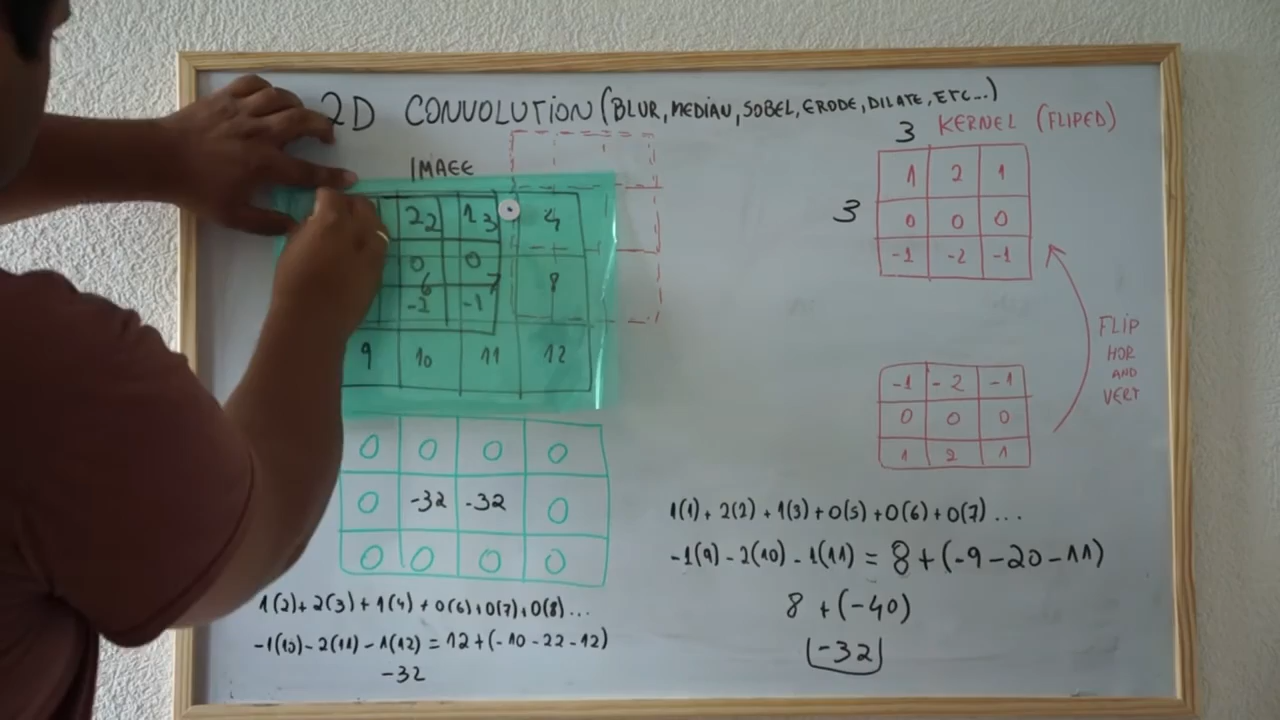 2D CONVOLUTION (BLUR, MEDIAN, SOBEL, ERODE, DILATE, ETC...)
IMAGE
22 13 4
0 0
6 7 8
-2 -1
9 10 11 12
0 0 0 0
0 -32 -32 0
0 0 0 0
1(2)+2(3)+1(4)+0(6)+0(7)+0(8)...
-1(10)-2(11)-1(12)=12+(-10-22-12)
-32
3 KERNEL (FLIPED)
3
1 2 1
0 0 0
-1 -2 -1
FLIP
HOR
AND
VERT
-1 -2 -1
0 0 0
1 2 1
1(1)+2(2)+1(3)+0(5)+0(6)+0(7)...
-1(9)-2(10)-1(11)=8+(-9-20-11)
8+(-40)
-32